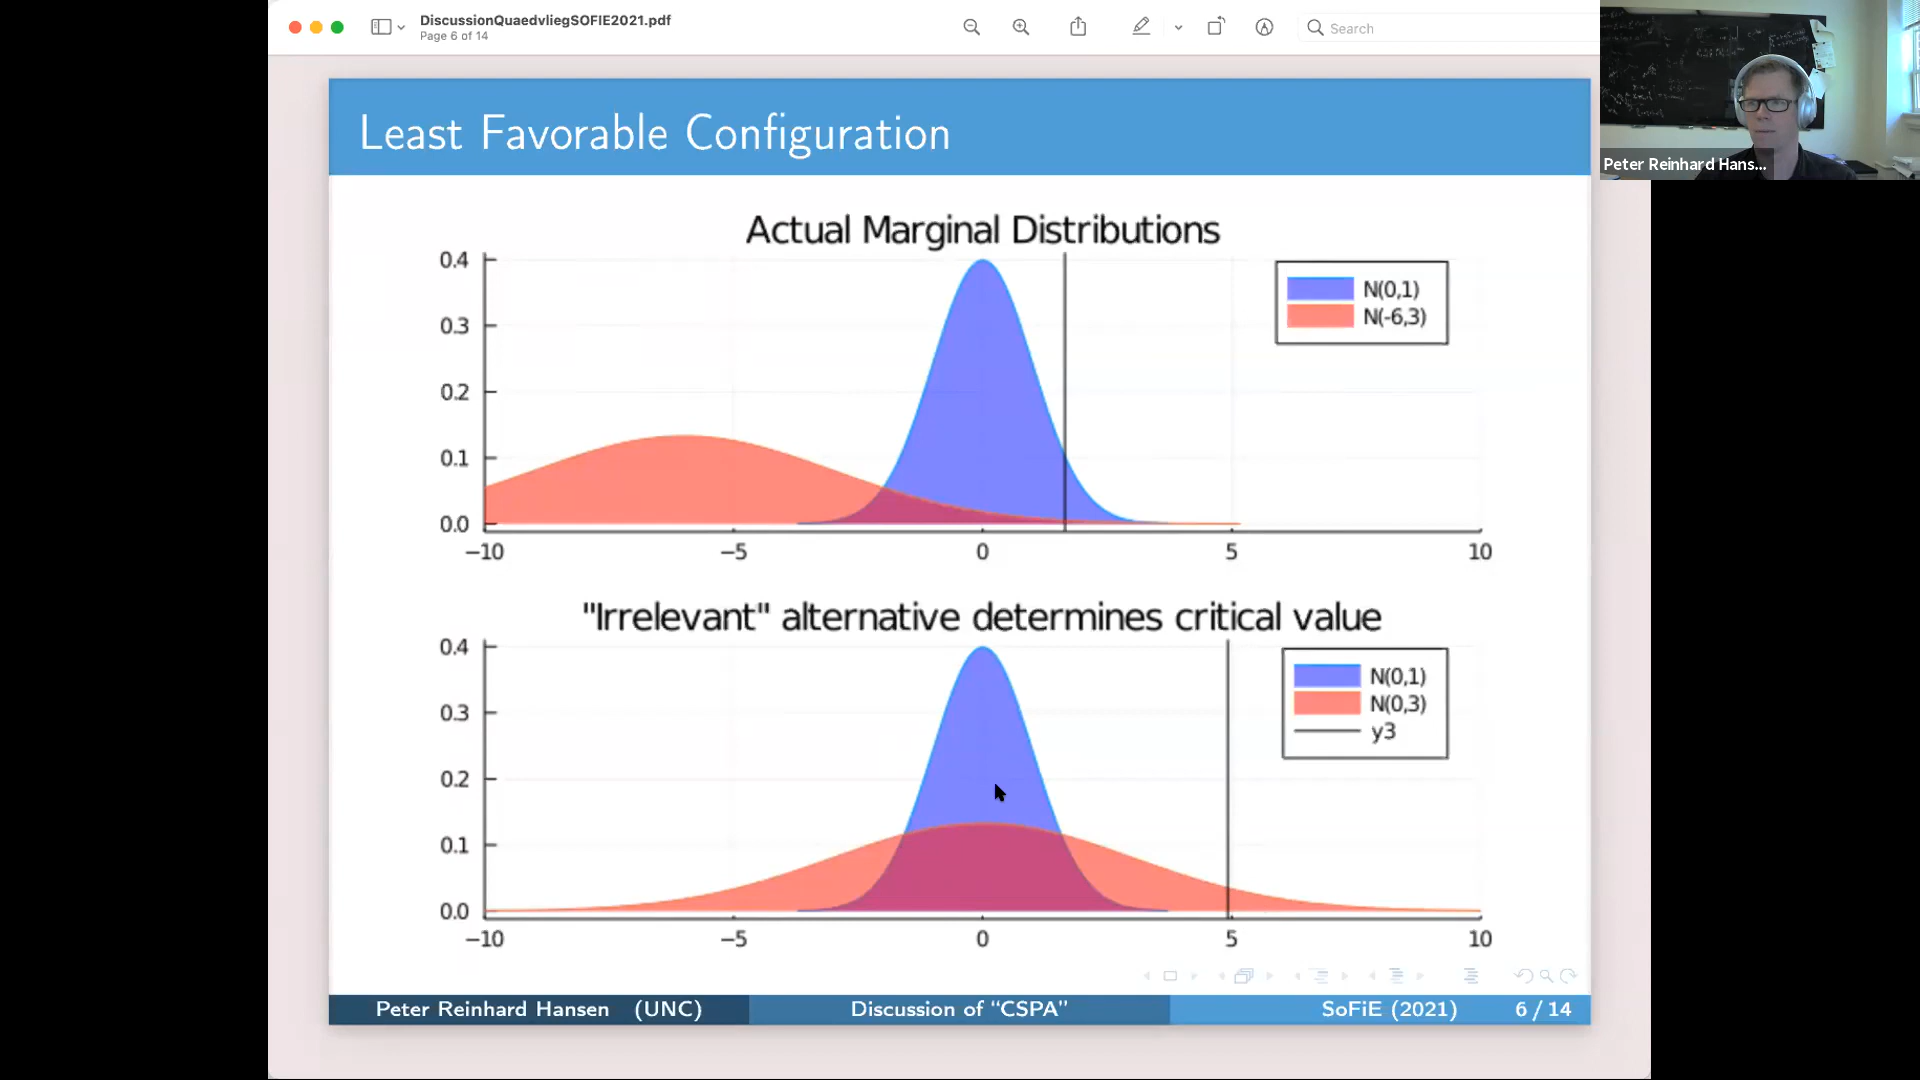 DiscussionQuaedvliegSOFIE2021.pdf
Page 6 of 14
Search
Peter Reinhard Hans...
Least Favorable Configuration
Actual Marginal Distributions
0.4
0.3
0.2
0.1
0.0
−10 −5 0 5 10
N(0,1)
N(-6,3)
"Irrelevant" alternative determines critical value
0.4
0.3
0.2
0.1
0.0
−10 −5 0 5 10
N(0,1)
N(0,3)
y3
Peter Reinhard Hansen (UNC) Discussion of “CSPA” SoFiE (2021) 6 / 14